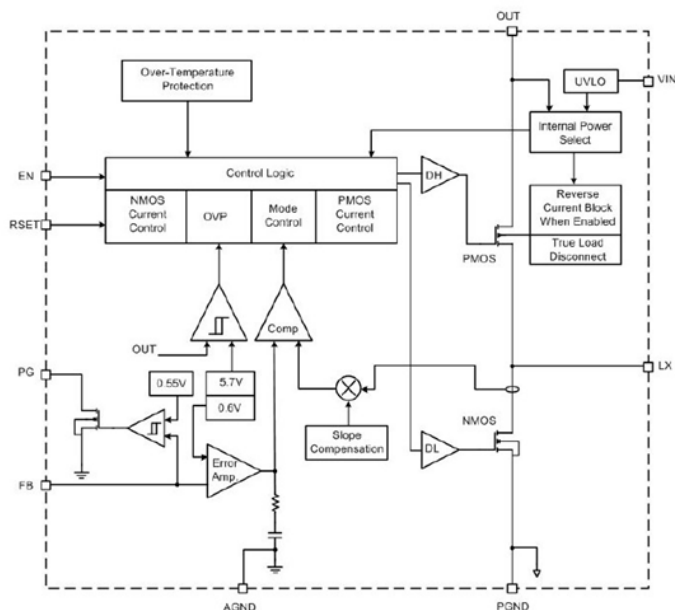 OUT
UVLO
VIN
Over-Temperature
Protection
Internal Power
Select
EN
Control Logic
DH
RSET
NMOS
Current
Control
OVP
Mode
Control
PMOS
Current
Control
Reverse
Current Block
When Enabled
True Load
Disconnect
PMOS
Comp
OUT
PG
LX
0.55V
5.7V
0.6V
Slope
Compensation
NMOS
DL
Error
Amp.
FB
AGND
PGND